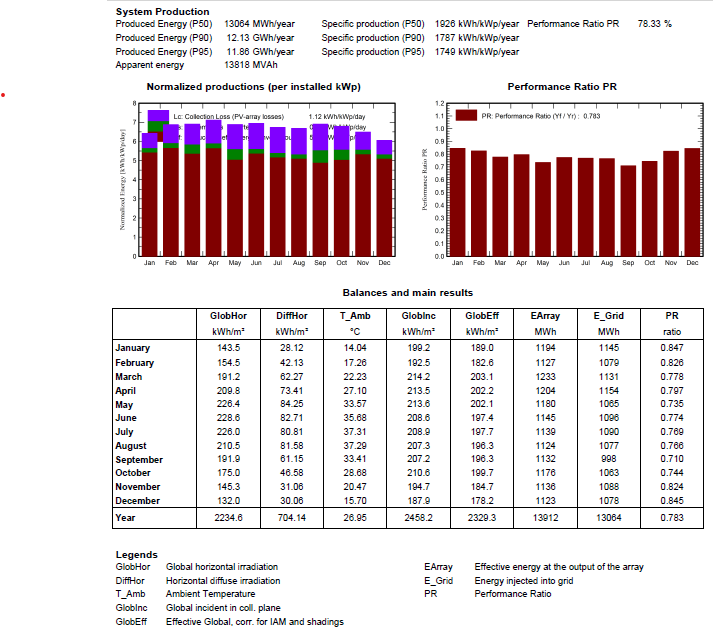 System Production
Produced Energy (P50) 13064 MWh/year Specific production (P50) 1926 kWh/kWp/year Performance Ratio PR 78.33 %
Produced Energy (P90) 12.13 GWh/year Specific production (P90) 1787 kWh/kWp/year
Produced Energy (P95) 11.86 GWh/year Specific production (P95) 1749 kWh/kWp/year
Apparent energy 13818 MVAh
Normalized productions (per installed kWp) Performance Ratio PR
Normalized Energy [kWh/kWp/day]
8
7
6
5
4
3
2
1
0
Lc: Collection Loss (PV-array losses) 1.12 kWh/kWp/day
Jan Feb Mar Apr May Jun Jul Aug Sep Oct Nov Dec
Performance Ratio PR
1.2
1.1
1.0
0.9
0.8
0.7
0.6
0.5
0.4
0.3
0.2
0.1
0.0
PR: Performance Ratio (Yf / Yr) : 0.783
Jan Feb Mar Apr May Jun Jul Aug Sep Oct Nov Dec
Balances and main results
GlobHor DiffHor T_Amb GlobInc GlobEff EArray E_Grid PR
kWh/m² kWh/m² °C kWh/m² kWh/m² MWh MWh ratio
January 143.5 28.12 14.04 199.2 189.0 1194 1145 0.847
February 154.5 42.13 17.26 192.5 182.6 1127 1079 0.826
March 191.2 62.27 22.23 214.2 203.1 1233 1131 0.778
April 209.8 73.41 27.10 213.5 202.2 1204 1154 0.797
May 226.4 84.25 33.57 213.6 202.1 1180 1065 0.735
June 228.6 82.71 35.68 208.6 197.4 1145 1096 0.774
July 226.0 80.81 37.31 208.9 197.7 1139 1090 0.769
August 210.5 81.58 37.29 207.3 196.3 1124 1077 0.766
September 191.9 61.15 33.41 207.2 196.3 1132 998 0.710
October 175.0 46.58 28.68 210.6 199.7 1176 1063 0.744
November 145.3 31.06 20.47 194.7 184.7 1136 1088 0.824
December 132.0 30.06 15.70 187.9 178.2 1123 1078 0.845
Year 2234.6 704.14 26.95 2458.2 2329.3 13912 13064 0.783
Legends
GlobHor Global horizontal irradiation EArray Effective energy at the output of the array
DiffHor Horizontal diffuse irradiation E_Grid Energy injected into grid
T_Amb Ambient Temperature PR Performance Ratio
GlobInc Global incident in coll. plane
GlobEff Effective Global, corr. for IAM and shadings